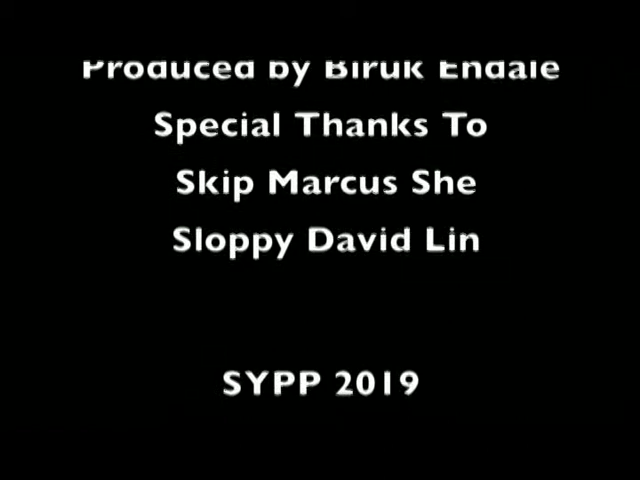 Produced by Biruk Endale
Special Thanks To
Skip Marcus She
Sloppy David Lin
SYPP 2019